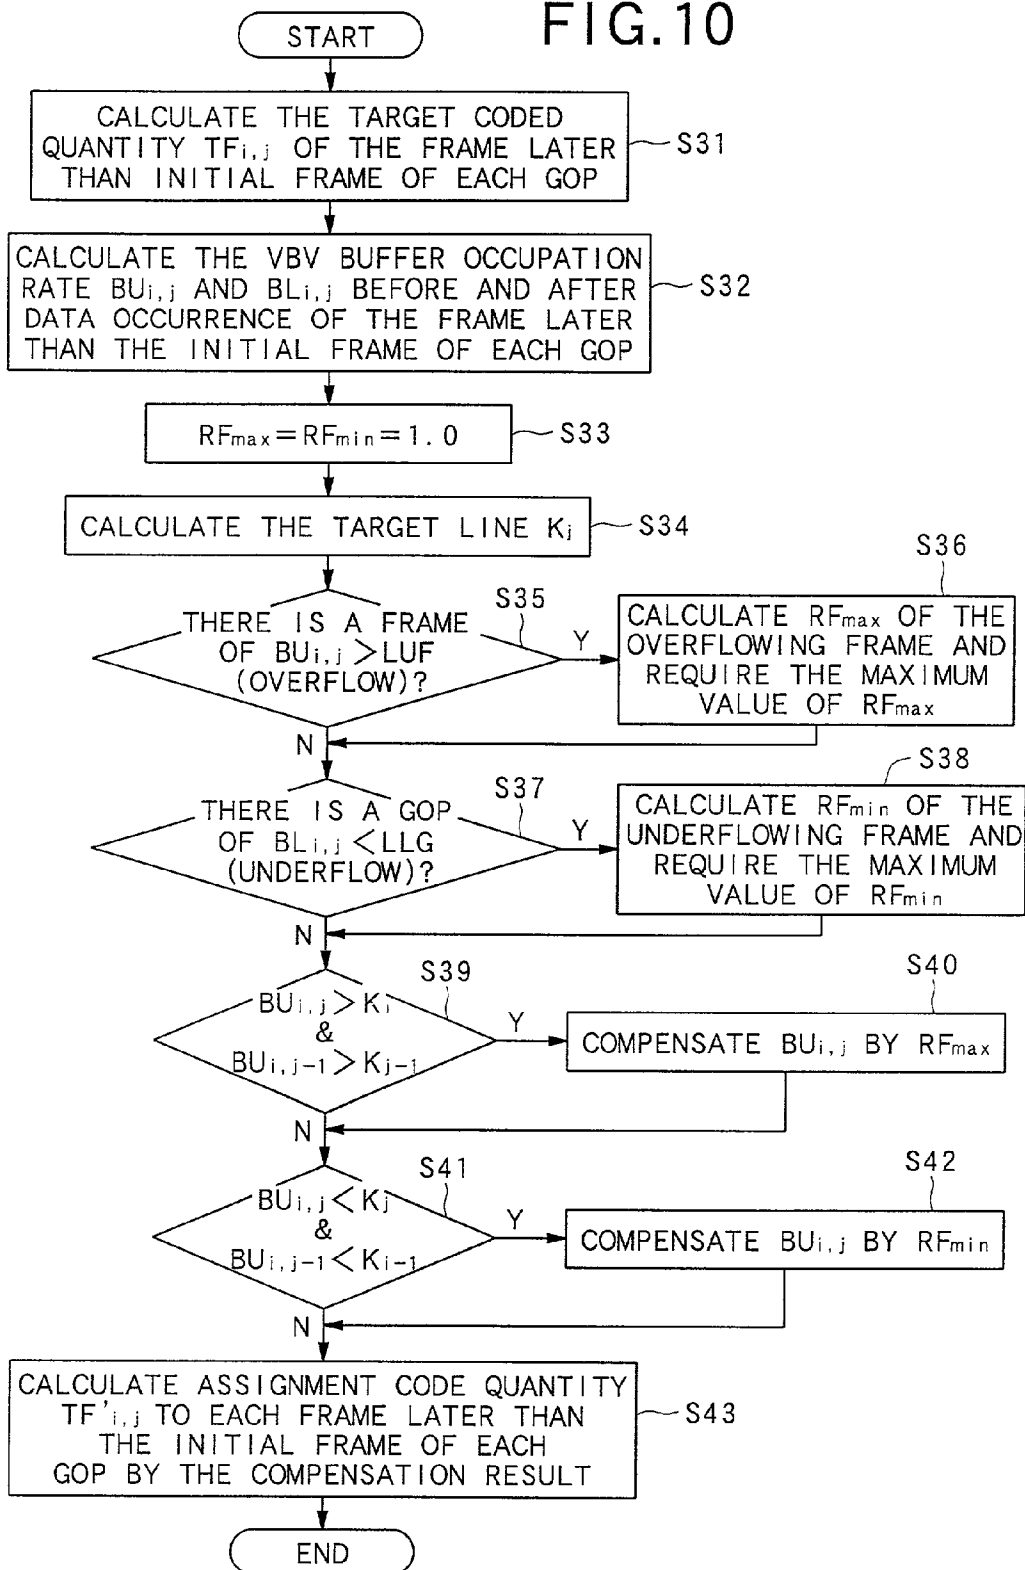 FIG.10
START
CALCULATE THE TARGET CODED
QUANTITY TFi,j OF THE FRAME LATER
THAN INITIAL FRAME OF EACH GOP
S31
CALCULATE THE VBV BUFFER OCCUPATION
RATE BUi,j AND BLi,j BEFORE AND AFTER
DATA OCCURRENCE OF THE FRAME LATER
THAN THE INITIAL FRAME OF EACH GOP
S32
RFmax=RFmin=1.0
S33
CALCULATE THE TARGET LINE Kj
S34
THERE IS A FRAME
OF BUi,j>LUF
(OVERFLOW)?
S35
Y
N
S36
CALCULATE RFmax OF THE
OVERFLOWING FRAME AND
REQUIRE THE MAXIMUM
VALUE OF RFmax
THERE IS A GOP
OF BLi,j<LLG
(UNDERFLOW)?
S37
Y
N
S38
CALCULATE RFmin OF THE
UNDERFLOWING FRAME AND
REQUIRE THE MAXIMUM
VALUE OF RFmin
BUi,j>Ki
&
BUi,j-1>Kj-1
S39
Y
N
S40
COMPENSATE BUi,j BY RFmax
BUi,j<Kj
&
BUi,j-1<Ki-1
S41
Y
N
S42
COMPENSATE BUi,j BY RFmin
CALCULATE ASSIGNMENT CODE QUANTITY
TF'i,j TO EACH FRAME LATER THAN
THE INITIAL FRAME OF EACH
GOP BY THE COMPENSATION RESULT
S43
END